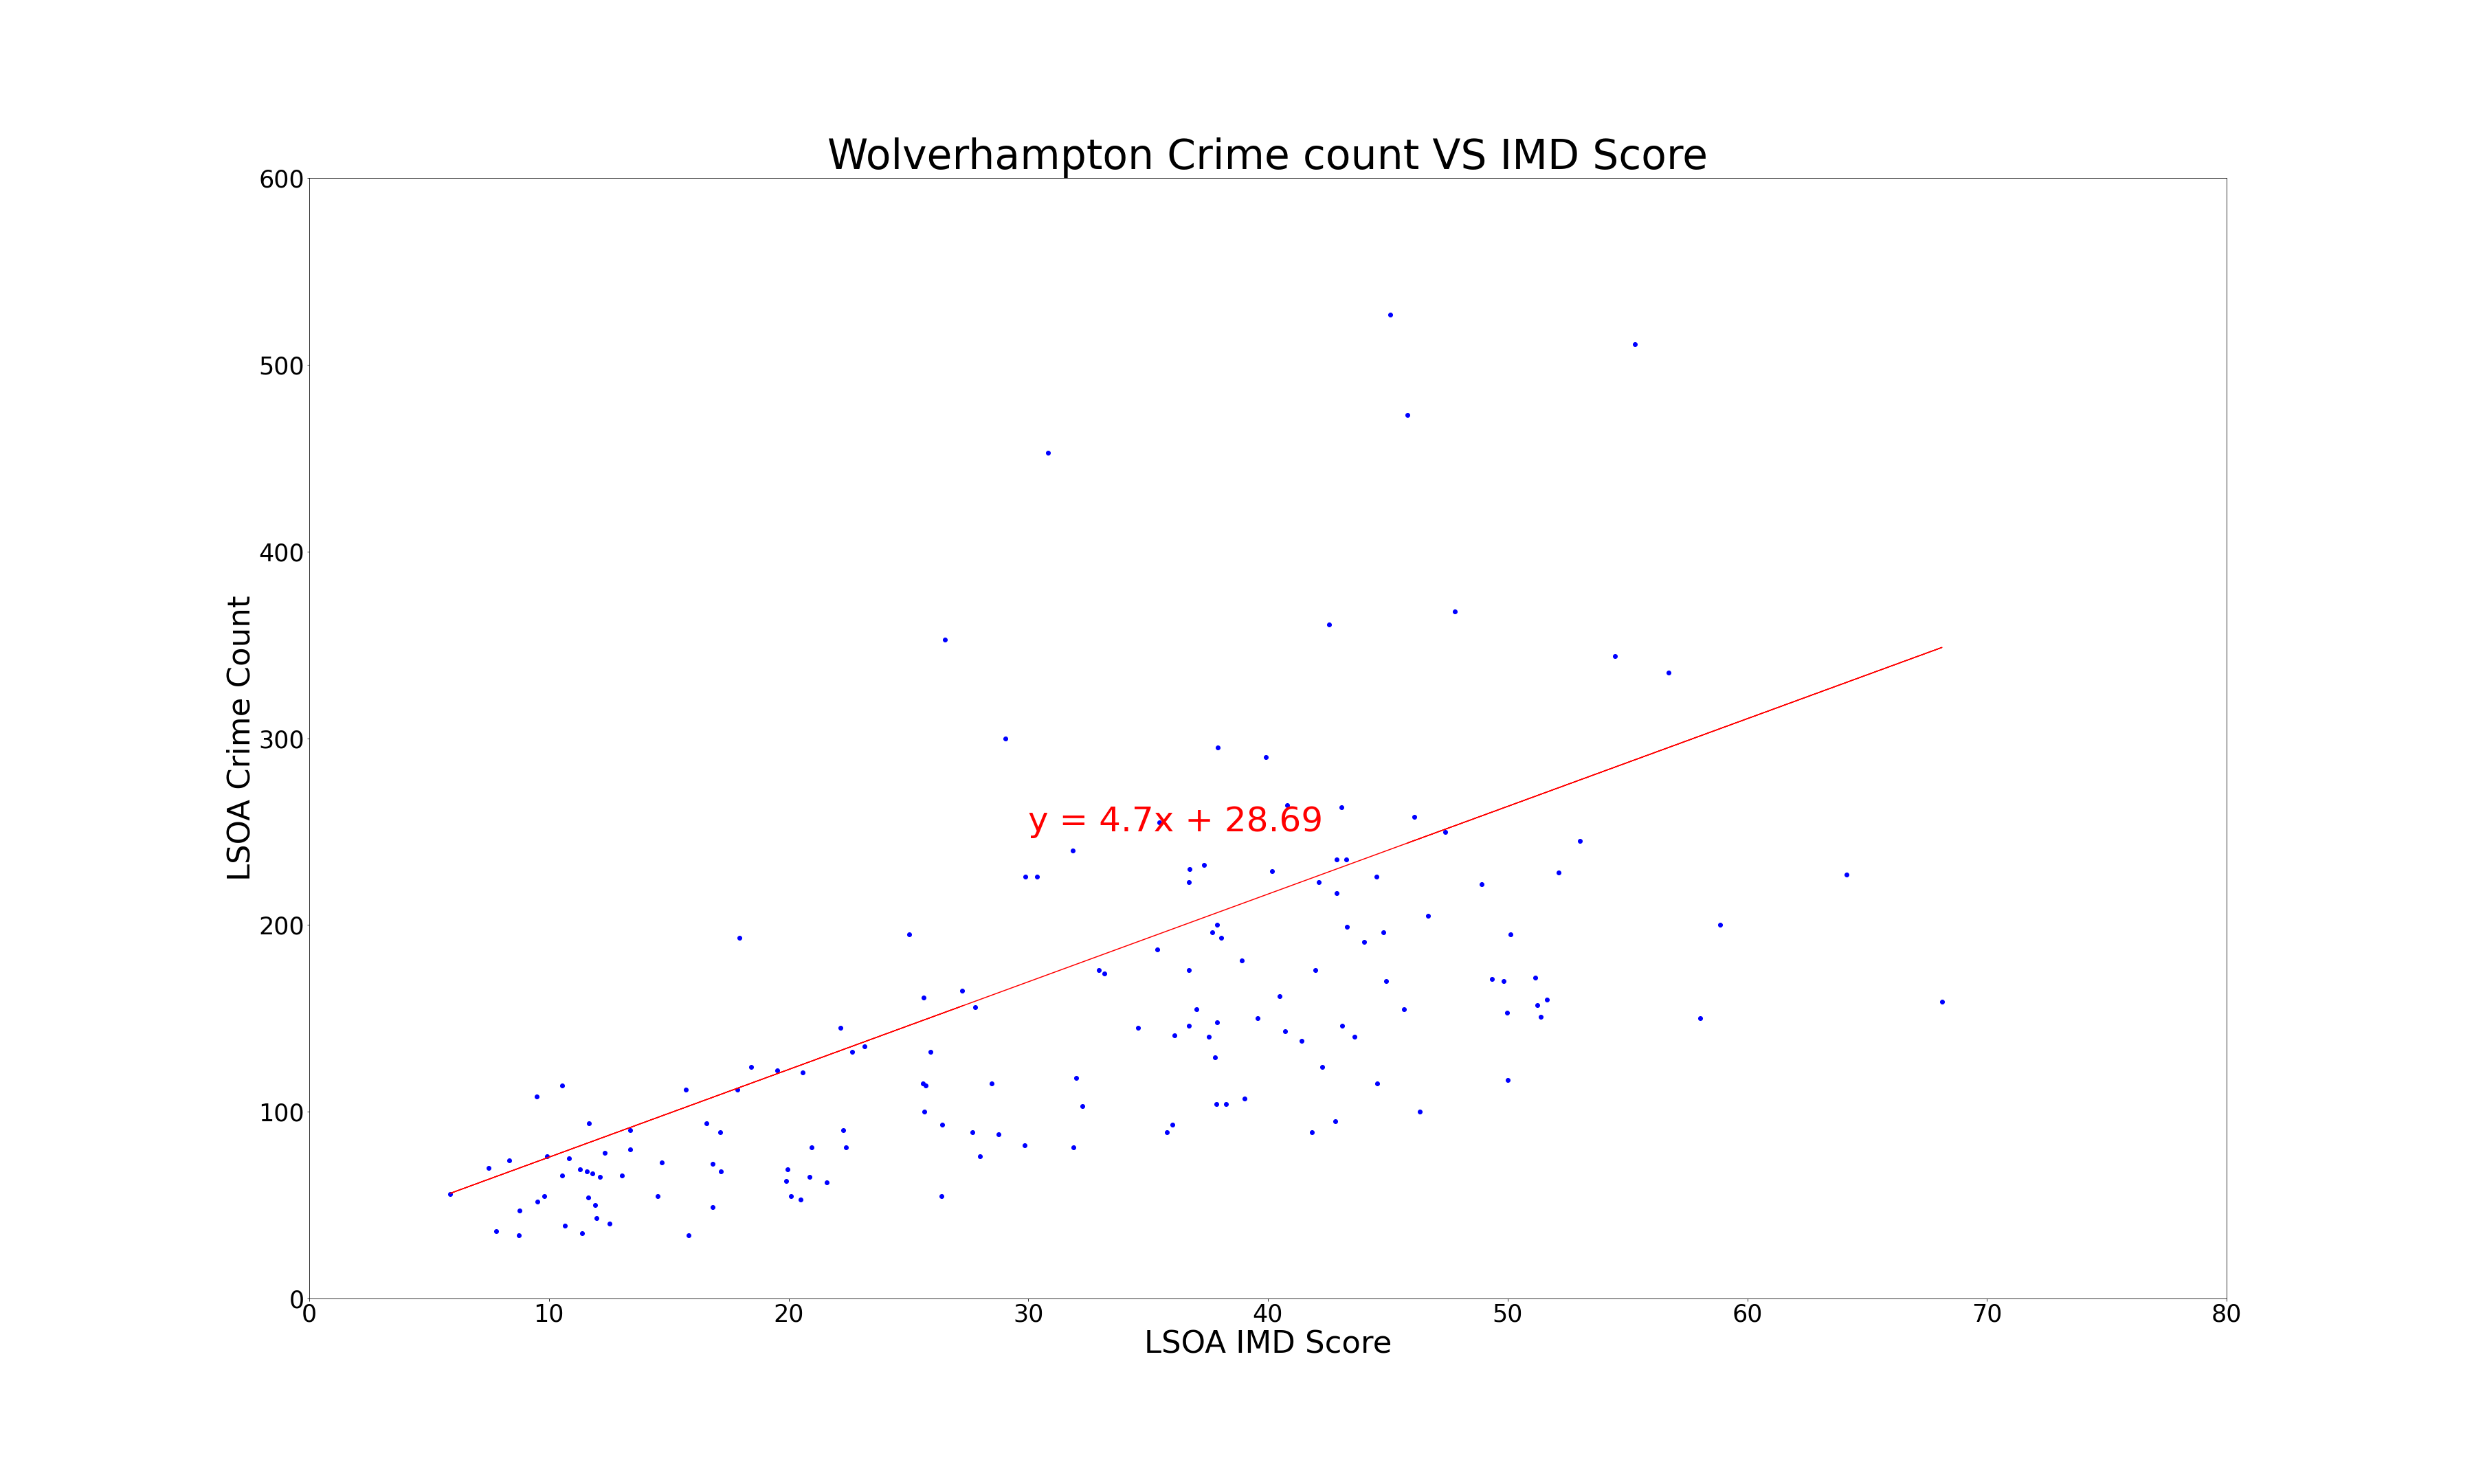 Wolverhampton Crime count VS IMD Score
600
500
400
300
200
100
0
LSOA Crime Count
y = 4.7x + 28.69
0 10 20 30 40 50 60 70 80
LSOA IMD Score